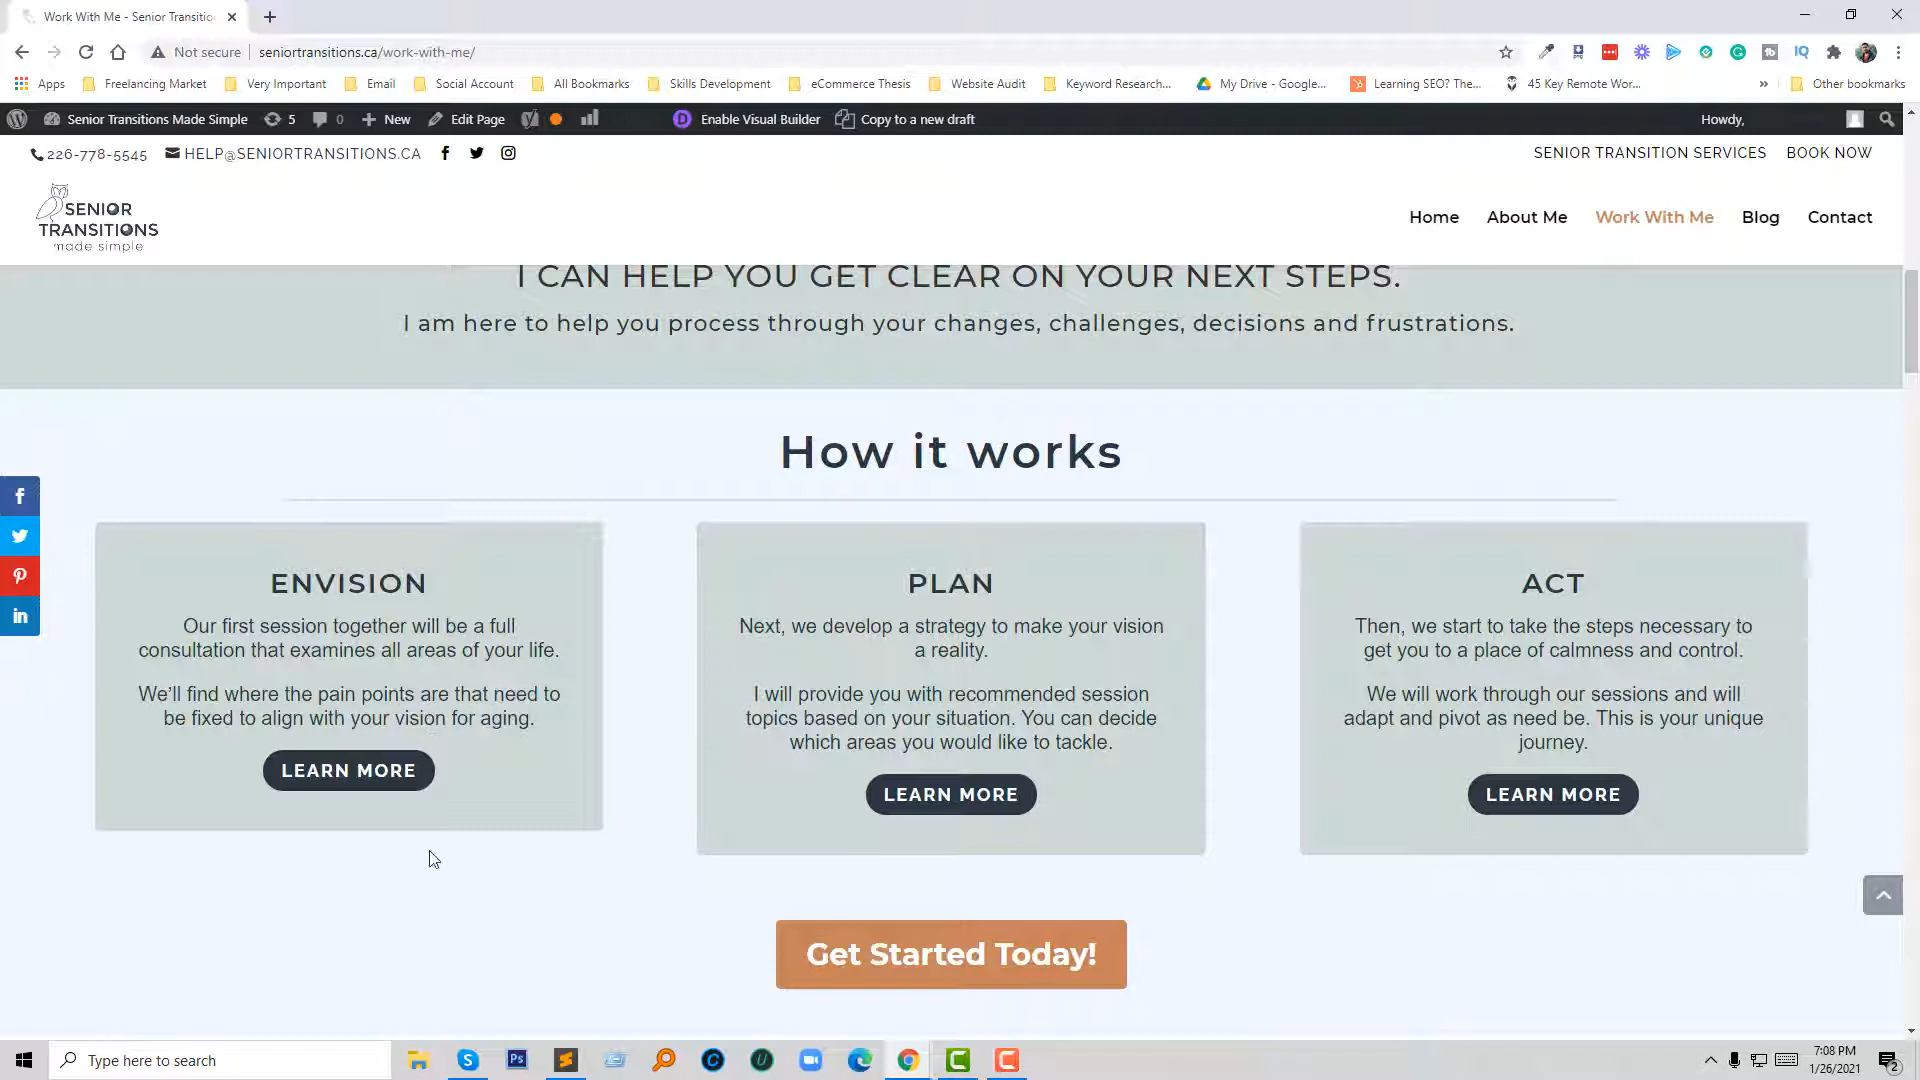 Work With Me - Senior Transitio
Not secure
seniortransitions.ca/work-with-me/
Apps
Freelancing Market
Very Important
Email
Social Account
All Bookmarks
Skills Development
eCommerce Thesis
Website Audit
Keyword Research...
My Drive - Google...
Learning SEO? The...
45 Key Remote Wor...
»
Other bookmarks
Senior Transitions Made Simple
5
0
New
Edit Page
D
Enable Visual Builder
Copy to a new draft
Howdy,
226-778-5545
HELP@SENIORTRANSITIONS.CA
SENIOR TRANSITION SERVICES
BOOK NOW
SENIOR
TRANSITIONS
made simple
Home
About Me
Work With Me
Blog
Contact
I CAN HELP YOU GET CLEAR ON YOUR NEXT STEPS.
I am here to help you process through your changes, challenges, decisions and frustrations.
How it works
ENVISION
Our first session together will be a full
consultation that examines all areas of your life.
We'll find where the pain points are that need to
be fixed to align with your vision for aging.
LEARN MORE
PLAN
Next, we develop a strategy to make your vision
a reality.
I will provide you with recommended session
topics based on your situation. You can decide
which areas you would like to tackle.
LEARN MORE
ACT
Then, we start to take the steps necessary to
get you to a place of calmness and control.
We will work through our sessions and will
adapt and pivot as need be. This is your unique
journey.
LEARN MORE
Get Started Today!
Type here to search
Ps
7:08 PM
1/26/2021
2